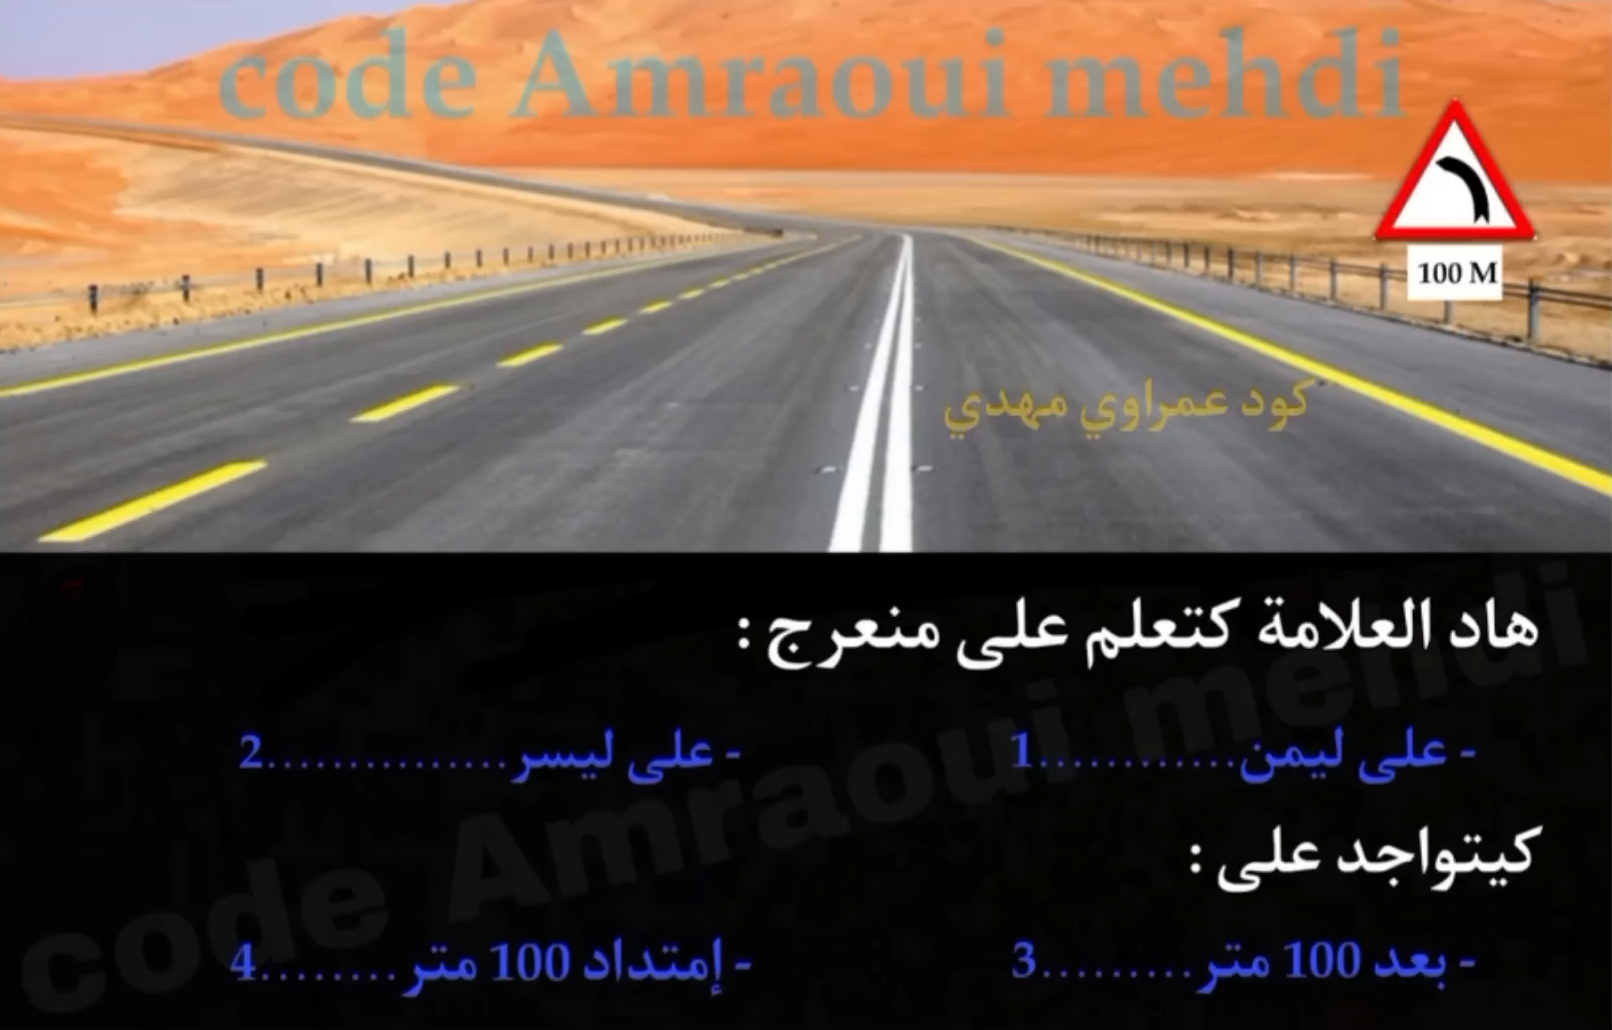 code Amraoui mehdi
100 M
كود عمراوي مهدي
هاد العلامة كتعلم على منعرج :
- على ليمن............1
- على ليسر..............2
كيتواجد على :
- بعد 100 متر.........3
- إمتداد 100 متر........4
code Amraoui mehdi